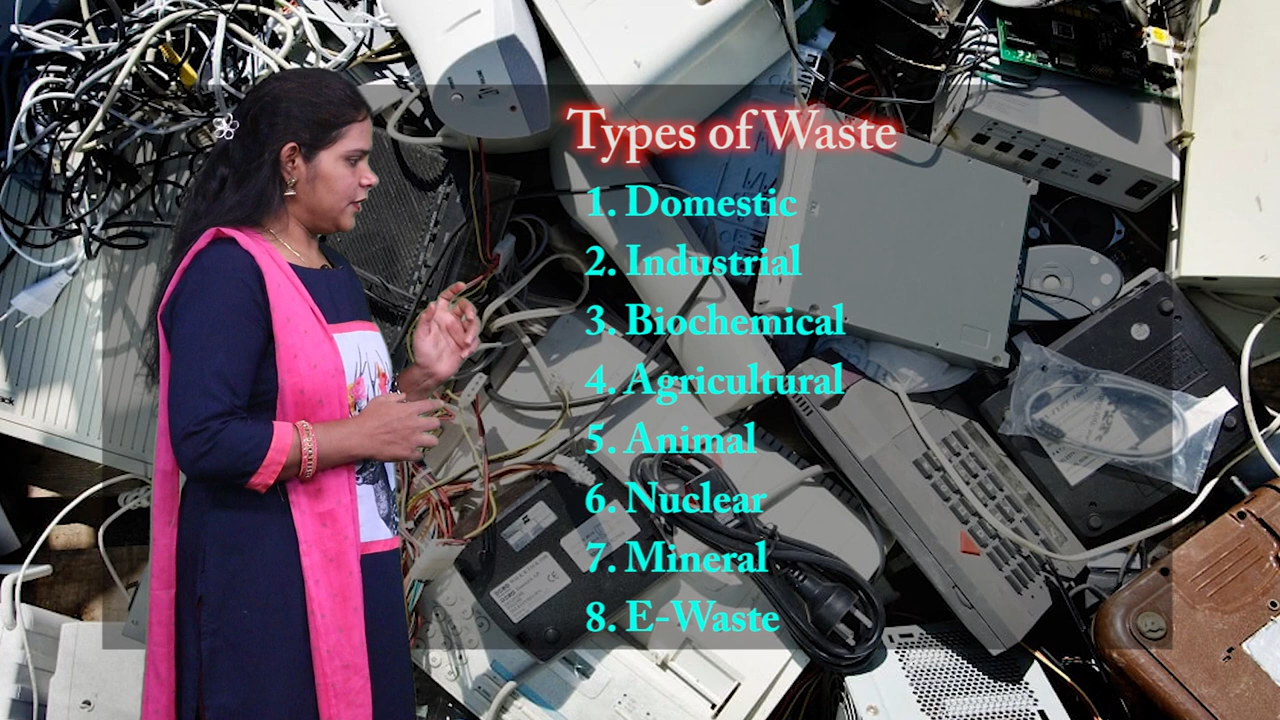 Types of Waste
1. Domestic
2. Industrial
3. Biochemical
4. Agricultural
5. Animal
6. Nuclear
7. Mineral
8. E-Waste